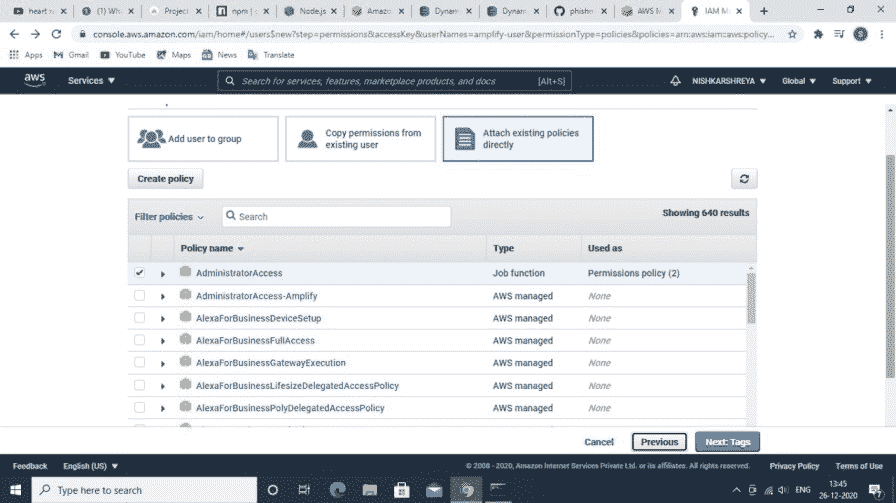 heart x
(1) Wha x
Project x
npm | c x
Node.js x
Amazo x
Dynam x
Dynam x
phishn x
AWS M x
IAM M x
console.aws.amazon.com/iam/home#/users$new?step=permissions&accessKey&userNames=amplify-user&permissionType=policies&policies=arn:aws:iam::aws:policy...
Apps Gmail YouTube Maps News Translate
aws Services Search for services, features, marketplace products, and docs [Alt+S] NISHKARSHREYA Global Support
Add user to group
Copy permissions from
existing user
Attach existing policies
directly
Create policy
Filter policies Search Showing 640 results
Policy name Type Used as
AdministratorAccess Job function Permissions policy (2)
AdministratorAccess-Amplify AWS managed None
AlexaForBusinessDeviceSetup AWS managed None
AlexaForBusinessFullAccess AWS managed None
AlexaForBusinessGatewayExecution AWS managed None
AlexaForBusinessLifesizeDelegatedAccessPolicy AWS managed None
AlexaForBusinessPolyDelegatedAccessPolicy AWS managed None
Cancel Previous Next: Tags
Feedback English (US) © 2008 - 2020, Amazon Internet Services Private Ltd. or its affiliates. All rights reserved. Privacy Policy Terms of Use
Type here to search ENG 13:45
26-12-2020